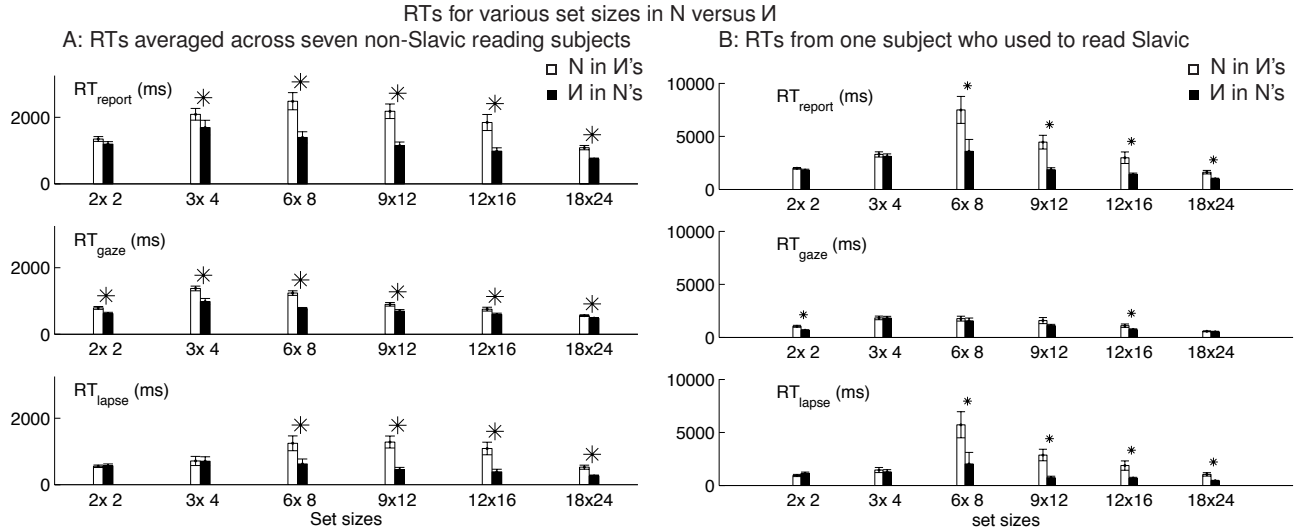 RTs for various set sizes in N versus И
A: RTs averaged across seven non-Slavic reading subjects
N in И's
И in N's
RTreport (ms)
2000
0
2x 2 3x 4 6x 8 9x12 12x16 18x24
RTgaze (ms)
2000
0
2x 2 3x 4 6x 8 9x12 12x16 18x24
RTlapse (ms)
2000
0
2x 2 3x 4 6x 8 9x12 12x16 18x24
Set sizes
B: RTs from one subject who used to read Slavic
N in И's
И in N's
10000
RTreport (ms)
5000
0
2x 2 3x 4 6x 8 9x12 12x16 18x24
10000
RTgaze (ms)
5000
0
2x 2 3x 4 6x 8 9x12 12x16 18x24
10000
RTlapse (ms)
5000
0
2x 2 3x 4 6x 8 9x12 12x16 18x24
set sizes